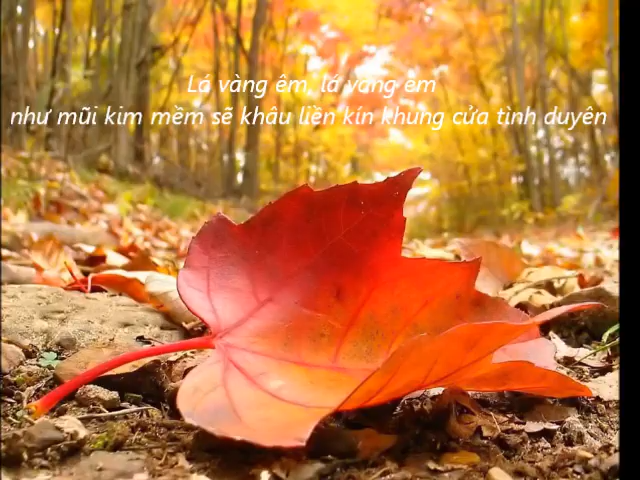 Lá vàng êm, lá vàng êm
như mũi kim mềm sẽ khâu liền kín khung cửa tình duyên